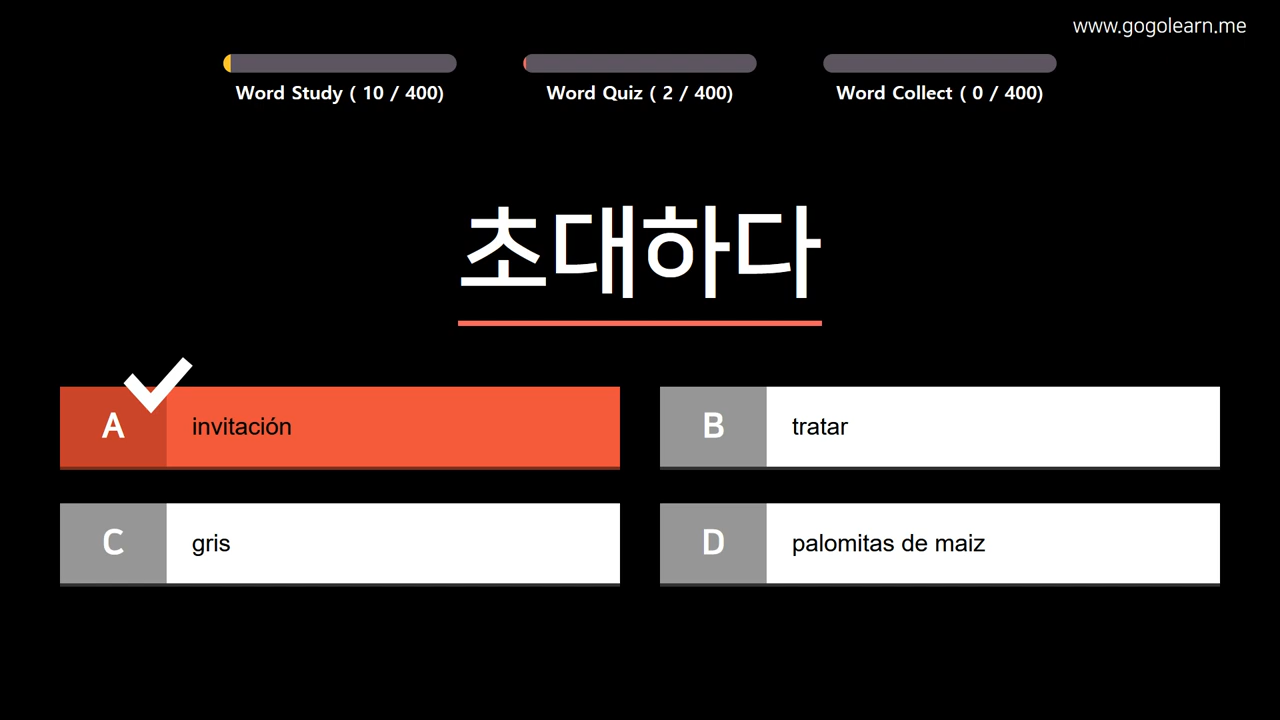 www.gogolearn.me
Word Study ( 10 / 400)
Word Quiz ( 2 / 400)
Word Collect ( 0 / 400)
초대하다
A invitación
B tratar
C gris
D palomitas de maiz